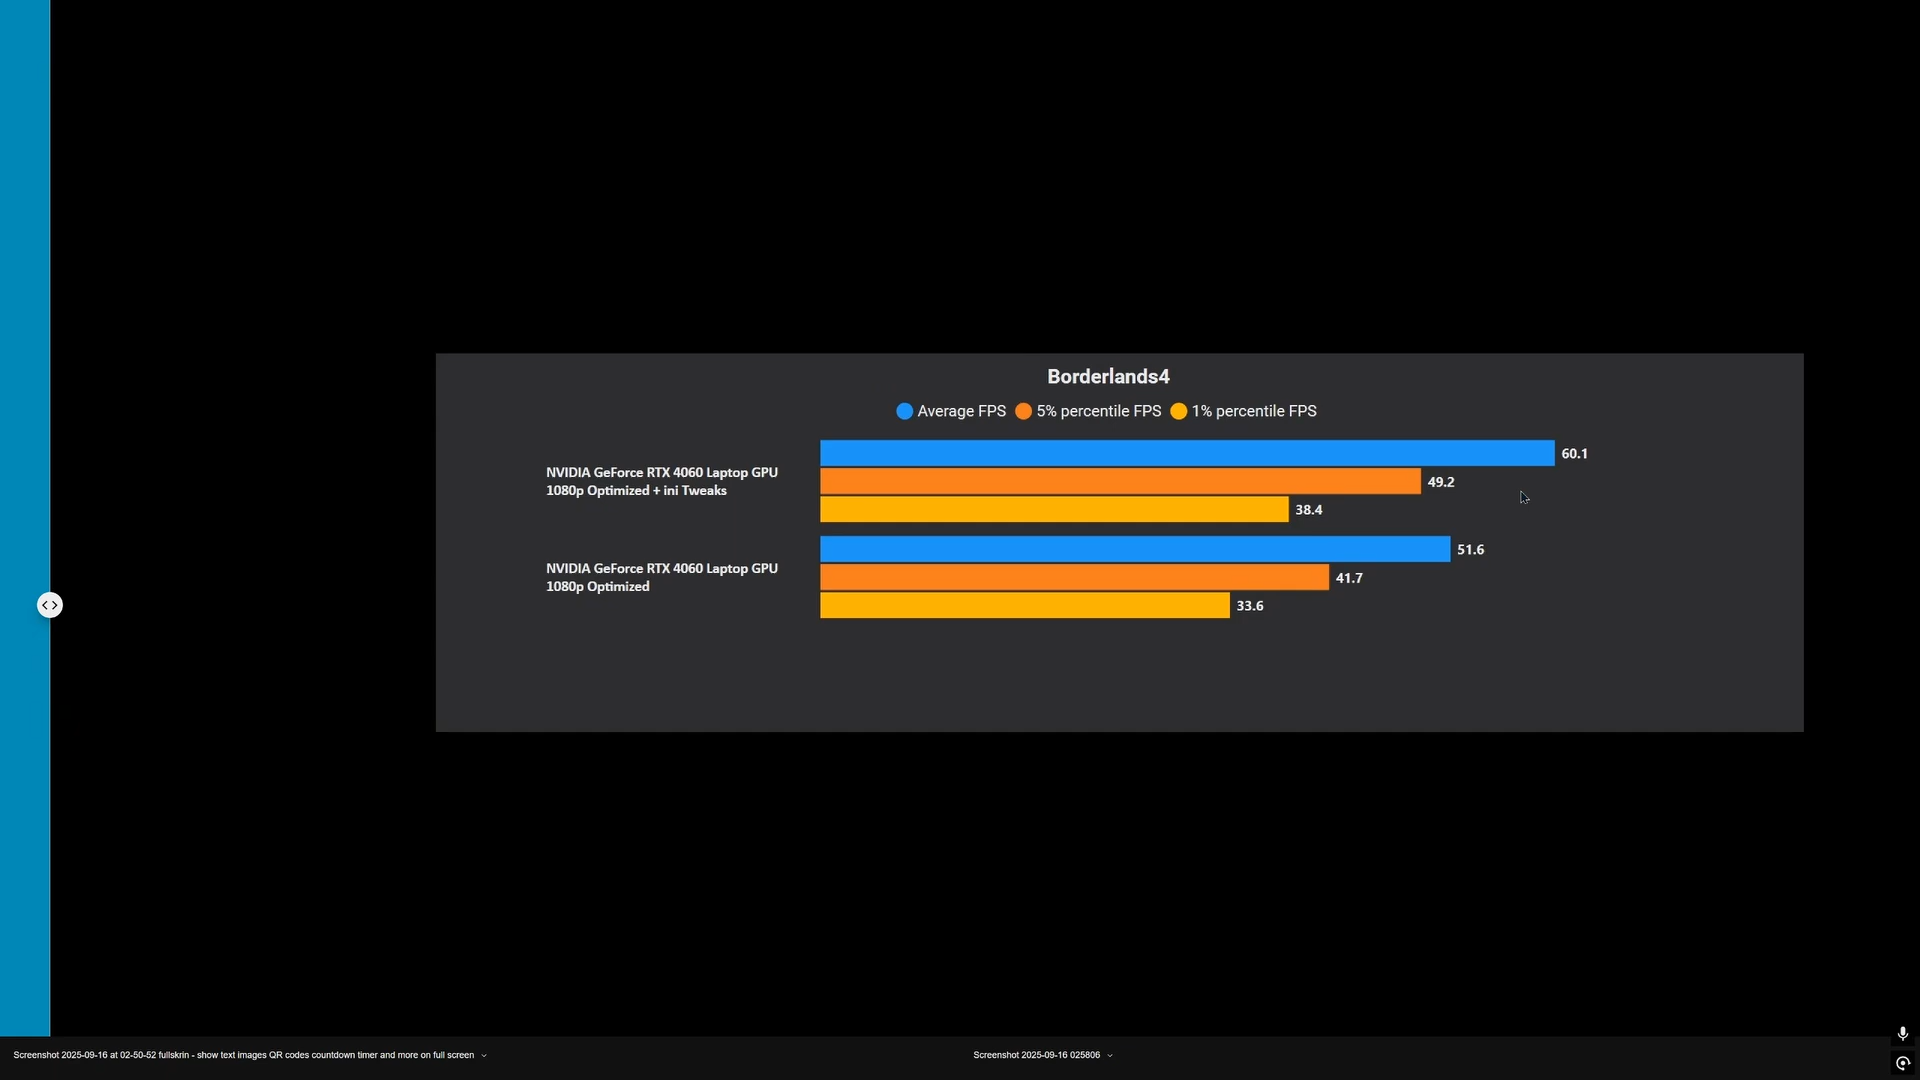 Borderlands4
Average FPS 5% percentile FPS 1% percentile FPS
NVIDIA GeForce RTX 4060 Laptop GPU
1080p Optimized + ini Tweaks
60.1
49.2
38.4
NVIDIA GeForce RTX 4060 Laptop GPU
1080p Optimized
51.6
41.7
33.6
Screenshot 2025-09-16 at 02-50-52 fullskrin - show text images QR codes countdown timer and more on full screen
Screenshot 2025-09-16 025806